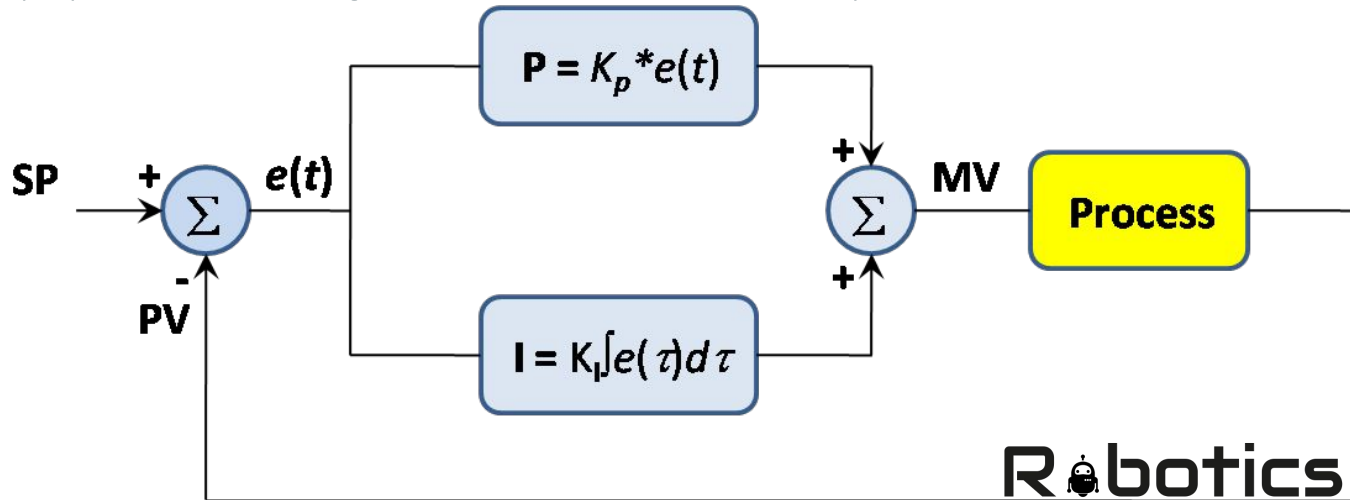 P = Kp*e(t)
SP
+
Σ
e(t)
-
PV
I = KI∫e(τ)dτ
+
Σ
+
MV
Process
Robotics